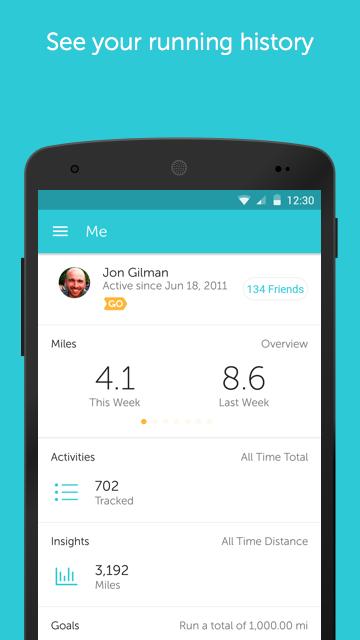 See your running history
12:30
Me
Jon Gilman
Active since Jun 18, 2011
134 Friends
GO
Miles
Overview
4.1
8.6
This Week
Last Week
Activities
All Time Total
702
Tracked
Insights
All Time Distance
3,192
Miles
Goals
Run a total of 1,000.00 mi